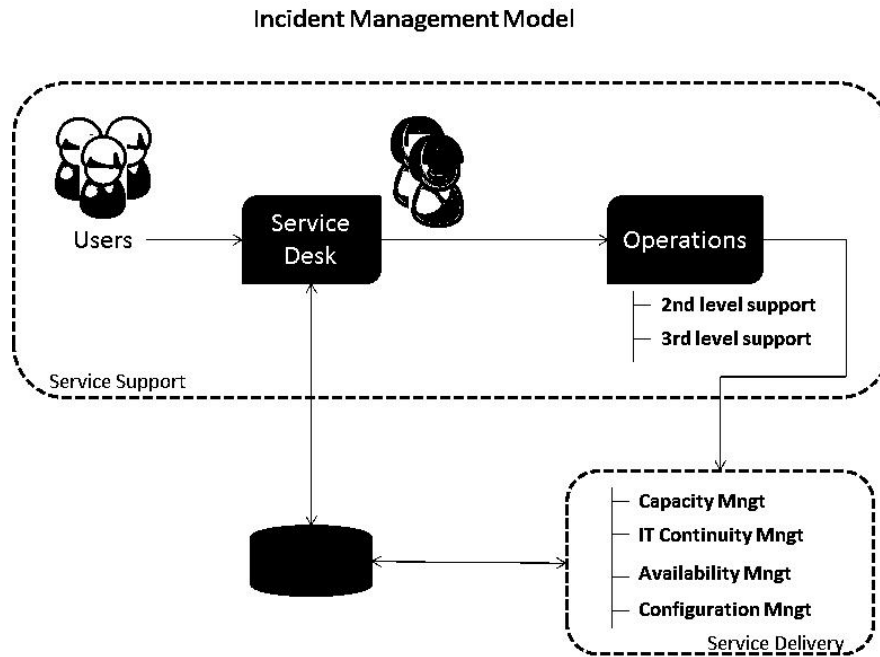 Incident Management Model
Users
Service
Desk
Operations
2nd level support
3rd level support
Service Support
Capacity Mngt
IT Continuity Mngt
Availability Mngt
Configuration Mngt
Service Delivery